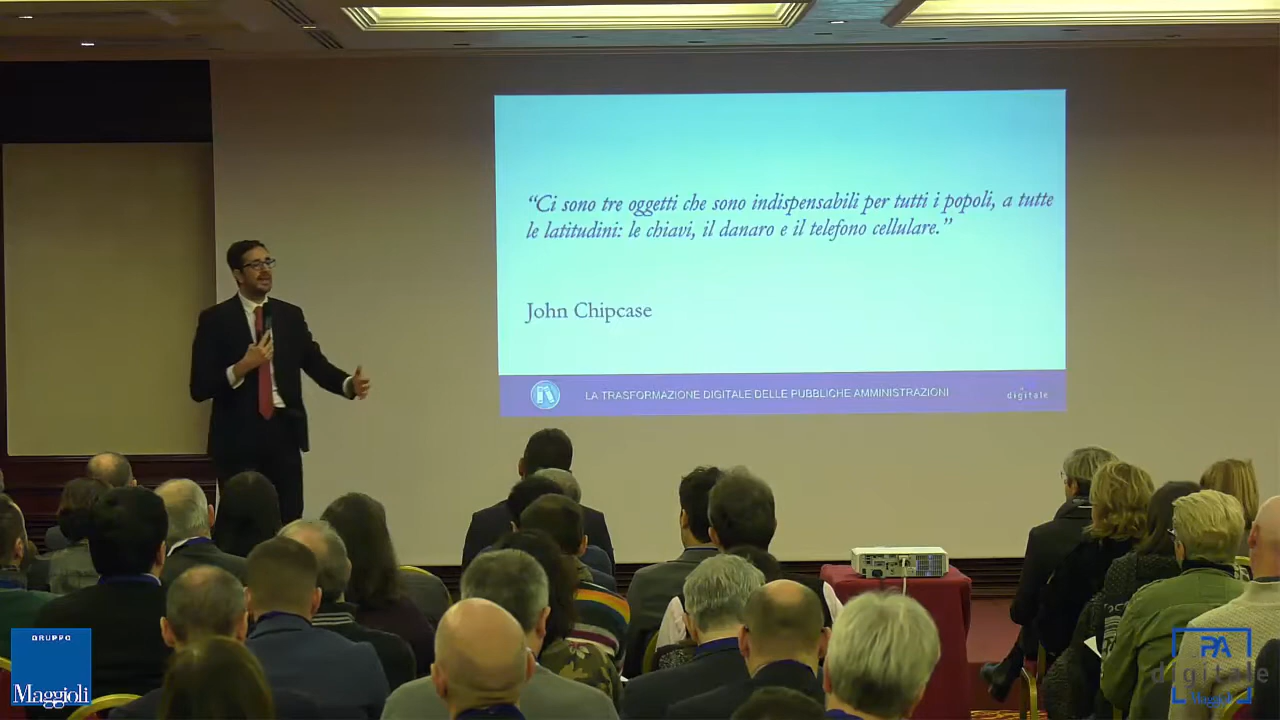 “Ci sono tre oggetti che sono indispensabili per tutti i popoli, a tutte
le latitudini: le chiavi, il danaro e il telefono cellulare.”
John Chipcase
LA TRASFORMAZIONE DIGITALE DELLE PUBBLICHE AMMINISTRAZIONI
digitale
GRUPPO
Maggioli
PA
digitale
Maggioli